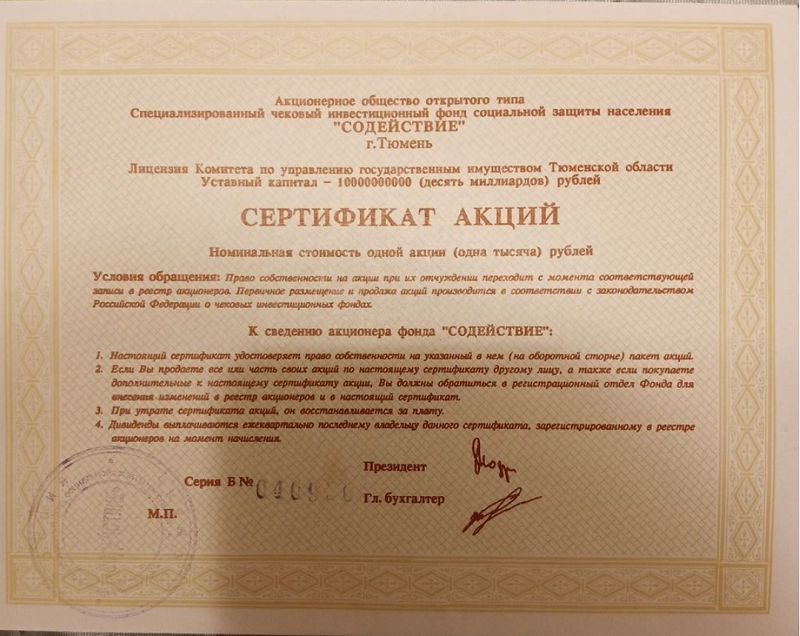 Акционерное общество открытого типа
Специализированный чековый инвестиционный фонд социальной защиты населения
"СОДЕЙСТВИЕ"
г.Тюмень
Лицензия Комитета по управлению государственным имуществом Тюменской области
Уставный капитал – 10000000000 (десять миллиардов) рублей
СЕРТИФИКАТ АКЦИЙ
Номинальная стоимость одной акции (одна тысяча) рублей
Условия обращения: Право собственности на акции при их отчуждении переходит с момента соответствующей
записи в реестр акционеров. Первичное размещение и продажа акций производится в соответствии с законодательством
Российской Федерации о чековых инвестиционных фондах.
К сведению акционера фонда "СОДЕЙСТВИЕ":
1. Настоящий сертификат удостоверяет право собственности на указанный в нем (на оборотной сторне) пакет акций.
2. Если Вы продаете все или часть своих акций по настоящему сертификату другому лицу, а также если покупаете
дополнительные к настоящему сертификату акции, Вы должны обратиться в регистрационный отдел Фонда для
внесения изменений в реестр акционеров и в настоящий сертификат.
3. При утрате сертификата акций, он восстанавливается за плату.
4. Дивиденды выплачиваются ежеквартально последнему владельцу данного сертификата, зарегистрированному в реестре
акционеров на момент начисления.
Президент
Серия Б №
Гл. бухгалтер
М.П.